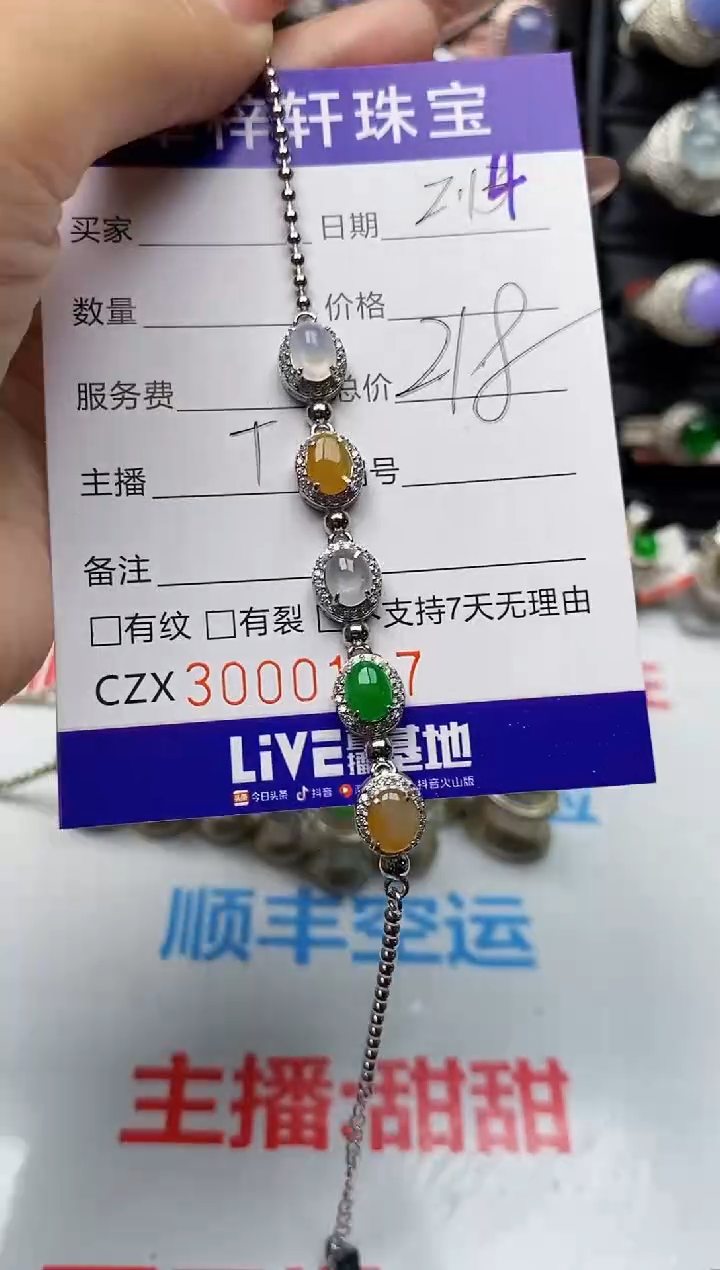 梓轩珠宝
买家 日期 2.14
数量 价格
服务费 总价 218
主播 T 号
备注
□有纹 □有裂 □ 支持7天无理由
CZX 3000 7
LiVE 直播基地
今日头条 抖音 抖音火山版
顺丰空运
主播:甜甜